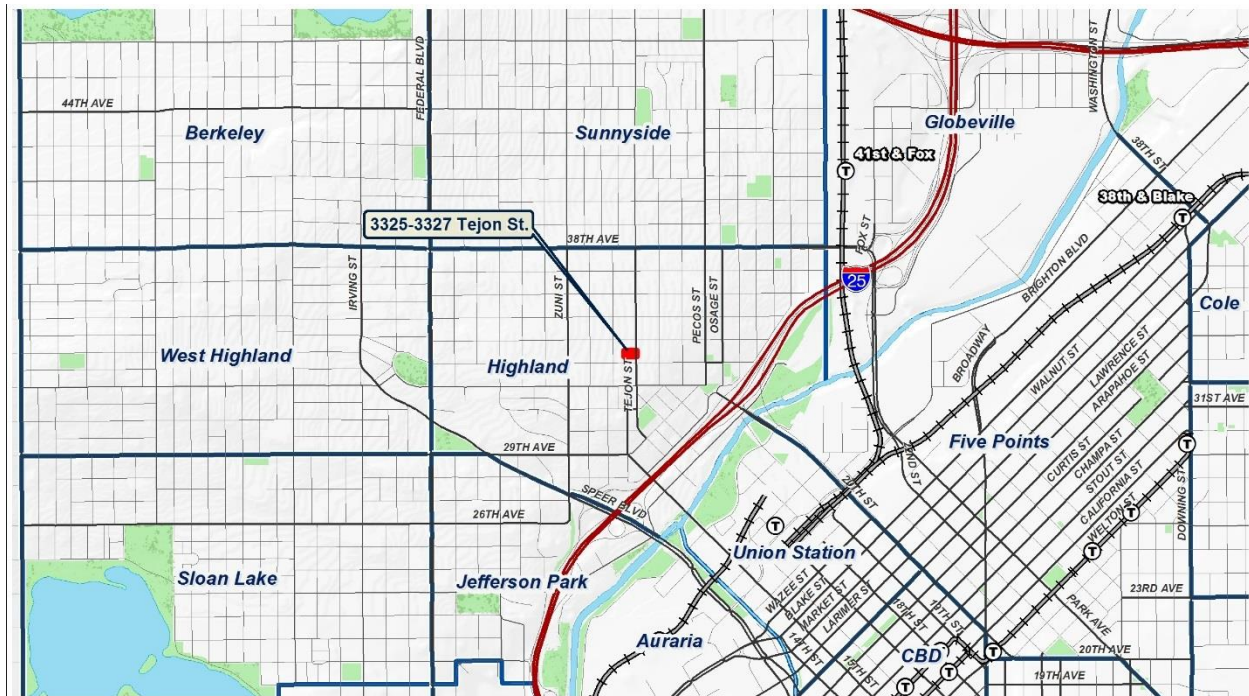 44TH AVE
FEDERAL BLVD
Berkeley
Sunnyside
Globeville
WASHINGTON ST
38TH ST
41st & Fox
38th & Blake
3325-3327 Tejon St.
38TH AVE
FOX ST
25
BRIGHTON BLVD
IRVING ST
ZUNI ST
PECOS ST
OSAGE ST
Cole
West Highland
Highland
TEJON ST
BROADWAY
WALNUT ST
LAWRENCE ST
ARAPAHOE ST
31ST AVE
29TH AVE
Five Points
CURTIS ST
CHAMPA ST
STOUT ST
CALIFORNIA ST
WELTON ST
DOWNING ST
20TH ST
SPEER BLVD
26TH AVE
Union Station
Sloan Lake
Jefferson Park
WAZEE ST
BLAKE ST
MARKET ST
LARIMER ST
18TH ST
19TH ST
23RD AVE
PARK AVE
Auraria
14TH ST
15TH ST
CBD
20TH AVE
19TH AVE
T
T
T
T
T
T
T
T
T